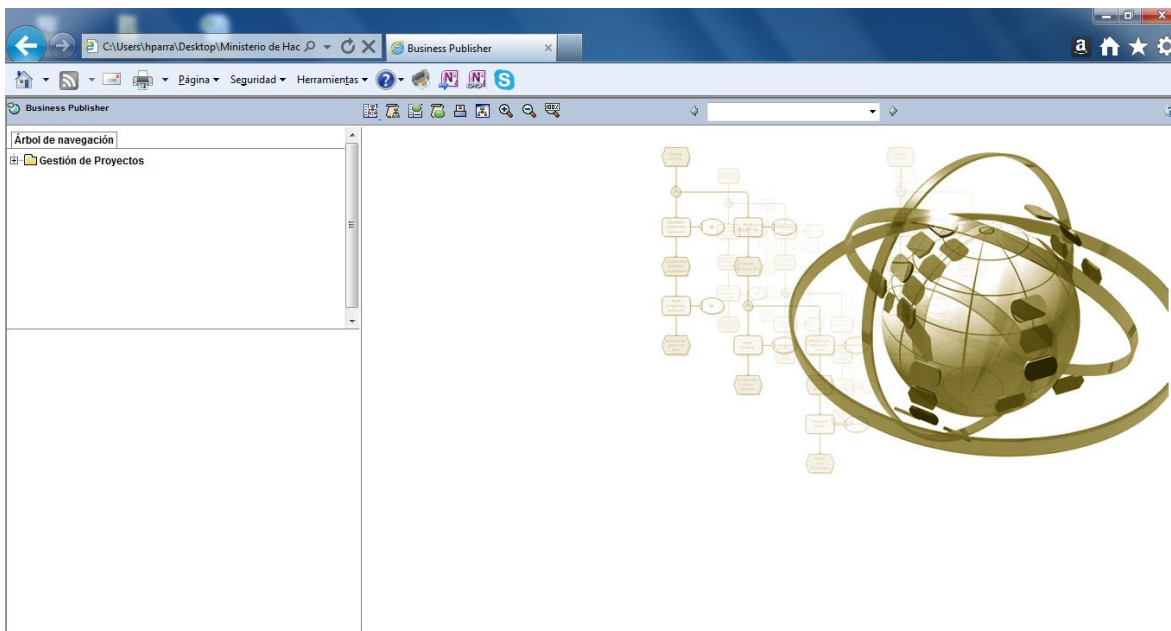 C:\Users\hparra\Desktop\Ministerio de Hac
Business Publisher
Página Seguridad Herramientas
Business Publisher
100%
Árbol de navegación
Gestión de Proyectos